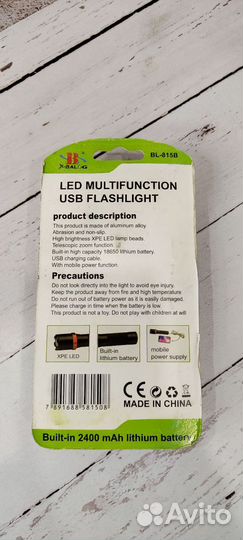 B
X-BALOG
BL-815B
LED MULTIFUNCTION
USB FLASHLIGHT
product description
This product is made of aluminum alloy
Abrasion and non-slip.
High brightness XPE LED lamp beads.
Telescopic zoom function.
Built-in high capacity 18650 lithium battery.
USB charging cable.
With mobile power function.
Precautions
Do not look directly into the light to avoid eye injury.
Keep the product away from fire and high temperature
Do not run out of battery power as it is easily damaged.
Please charge in time when the battery is low.
This product is not a toy. Do not play with children at will
XPE LED
Built-in
lithium battery
mobile
power supply
CE
7891688581508
MADE IN CHINA
Built-in 2400 mAh lithium battery
Avito